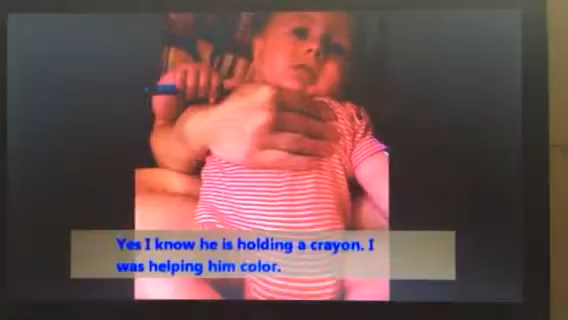 Yes I know he is holding a crayon. I
was helping him color.